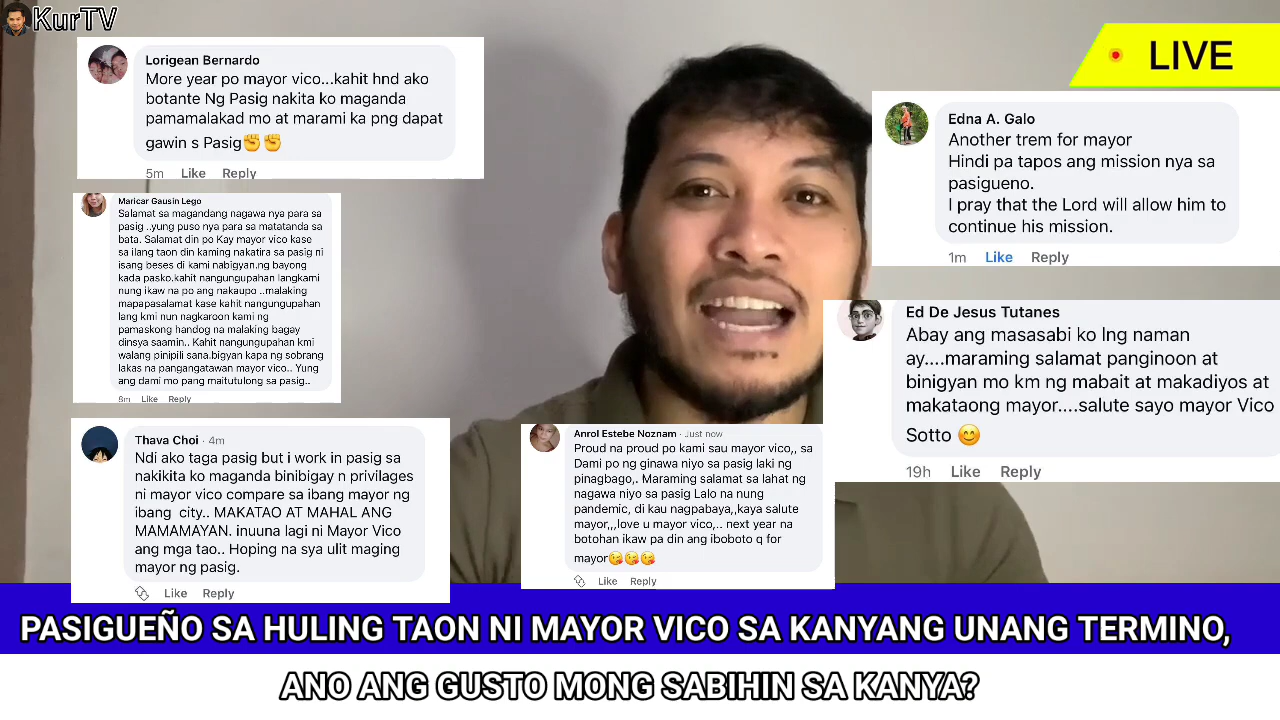 KurTV
LIVE
Lorigean Bernardo
More year po mayor vico...kahit hnd ako
botante Ng Pasig nakita ko maganda
pamamalakad mo at marami ka png dapat
gawin s Pasig✊✊
5m Like Reply
Edna A. Galo
Another trem for mayor
Hindi pa tapos ang mission nya sa
pasigueno.
I pray that the Lord will allow him to
continue his mission.
1m Like Reply
Maricar Gausin Lego
Salamat sa magandang nagawa nya para sa
pasig ..yung puso nya para sa matatanda sa
bata. Salamat din po Kay mayor vico kase
sa ilang taon din kaming nakatira sa pasig ni
isang beses di kami nabigyan.ng bayong
kada pasko.kahit nangungupahan langkami
nung ikaw na po ang nakaupo ..malaking
mapapasalamat kase kahit nangungupahan
lang kmi nun nagkaroon kami ng
pamaskong handog na malaking bagay
dinsya samin.. Kahit nangungupahan kmi
walang pinipili sana.bigyan kapa ng sobrang
lakas na pangangatawan mayor vico.. Yung
ang dami mo pang maitutulong sa pasig..
8m Like Reply
Ed De Jesus Tutanes
Abay ang masasabi ko lng naman
ay....maraming salamat panginoon at
binigyan mo km ng mabait at makadiyos at
makataong mayor....salute sayo mayor Vico
Sotto 😊
19h Like Reply
Thava Choi · 4m
Ndi ako taga pasig but i work in pasig sa
nakikita ko maganda binibigay n privilages
ni mayor vico compare sa ibang mayor ng
ibang city.. MAKATAO AT MAHAL ANG
MAMAMAYAN. inuuna lagi ni Mayor Vico
ang mga tao.. Hoping na sya ulit maging
mayor ng pasig.
Like Reply
Anrol Estebe Noznam · Just now
Proud na proud po kami sau mayor vico,, sa
Dami po ng ginawa niyo sa pasig laki ng
pinagbago,. Maraming salamat sa lahat ng
nagawa niyo sa pasig Lalo na nung
pandemic, di kau nagpabaya,,kaya salute
mayor,,,love u mayor vico,.. next year na
botohan ikaw pa din ang iboboto q for
mayor😘😘😘
Like Reply
PASIGUEÑO SA HULING TAON NI MAYOR VICO SA KANYANG UNANG TERMINO,
ANO ANG GUSTO MONG SABIHIN SA KANYA?